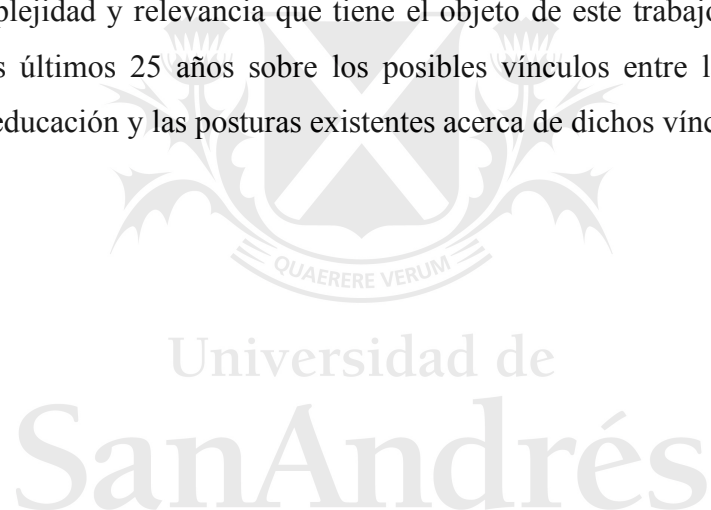 plejidad y relevancia que tiene el objeto de este trabajo
s últimos 25 años sobre los posibles vínculos entre l
educación y las posturas existentes acerca de dichos vínc
QUAERERE VERUM
Universidad de
SanAndrés